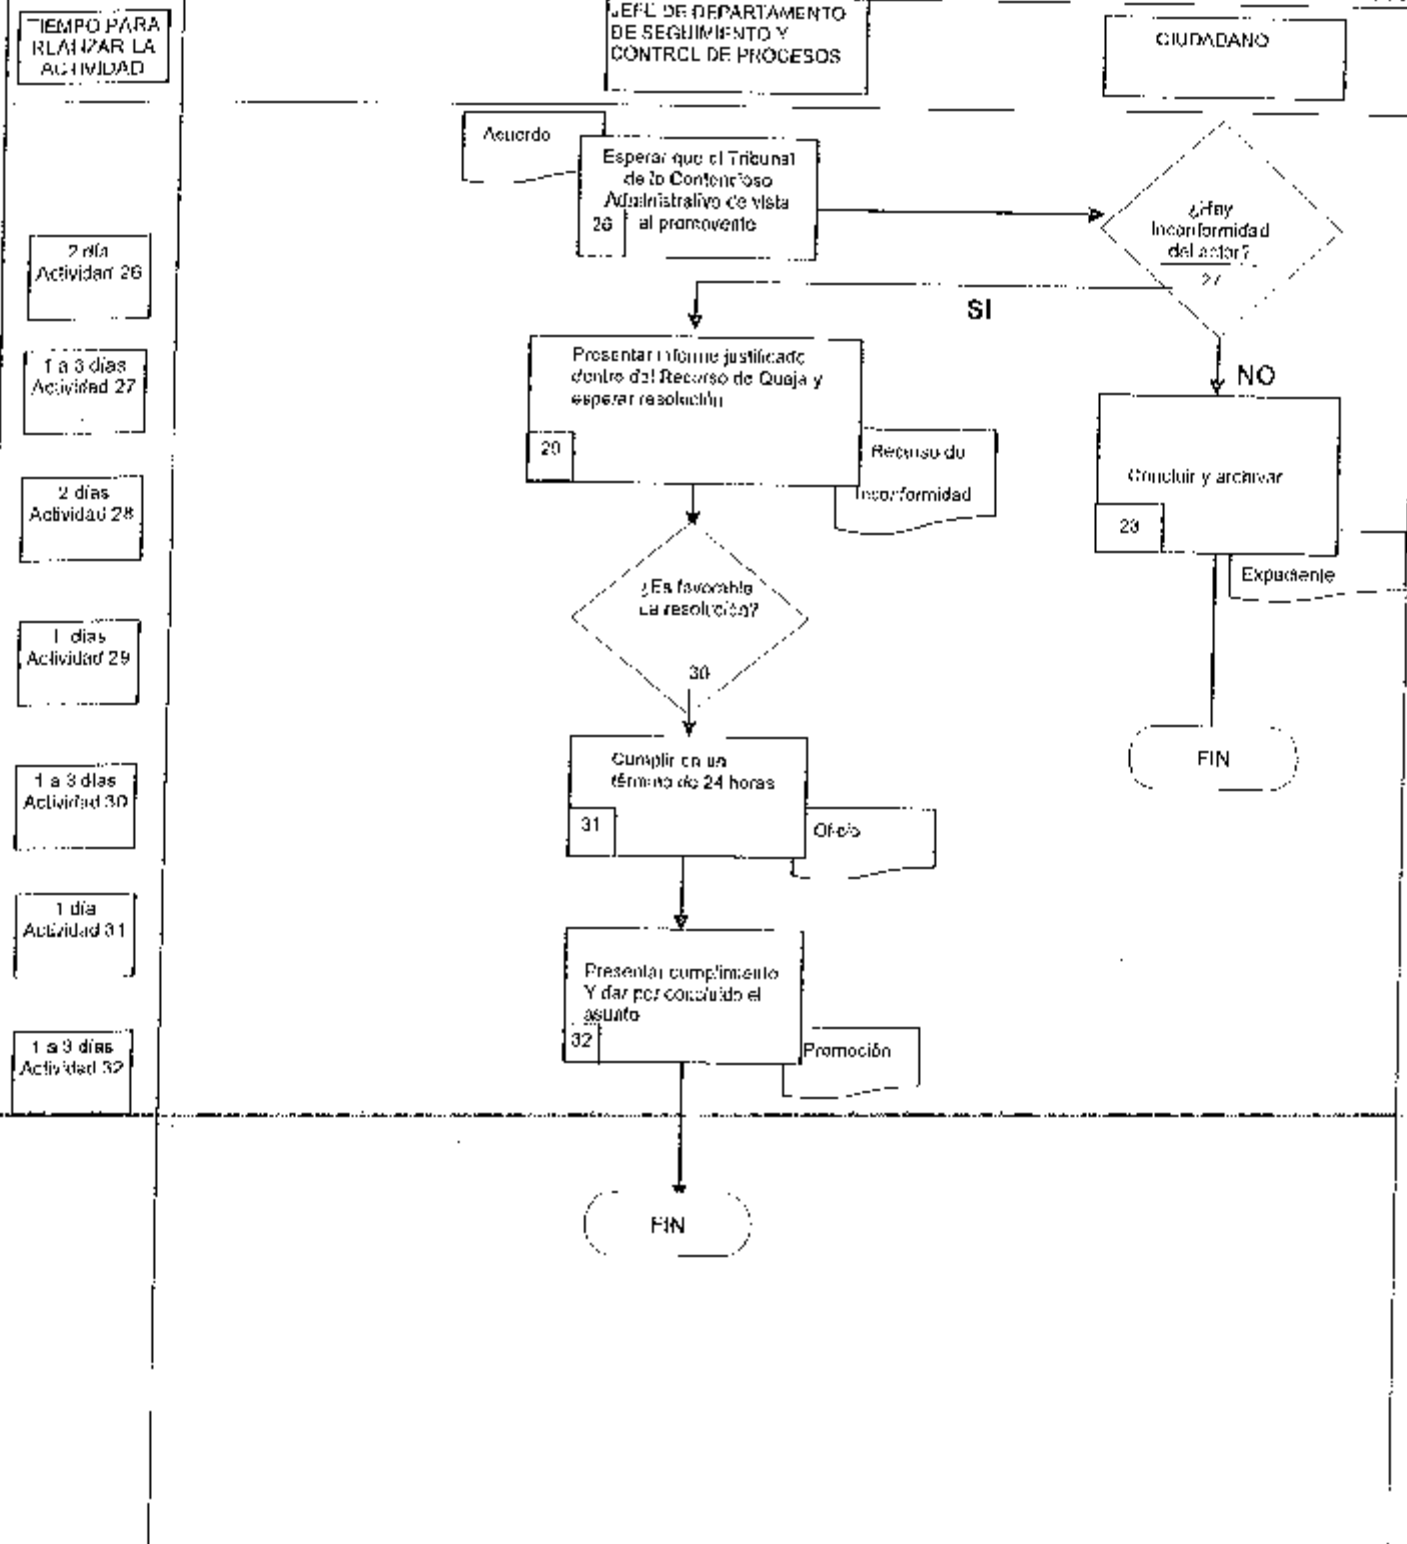 TIEMPO PARA
REALIZAR LA
ACTIVIDAD
JEFE DE DEPARTAMENTO
DE SEGUIMIENTO Y
CONTROL DE PROCESOS
CIUDADANO
Acuerdo
Esperar que el Tribunal
de lo Contencioso
Administrativo de vista
al promovente
26
¿Hay
Inconformidad
del actor?
27
2 día
Actividad 26
SI
1 a 3 días
Actividad 27
Presentar informe justificado
dentro del Recurso de Queja y
esperar resolución
29
NO
Recurso de
Inconformidad
Concluir y archivar
28
Expediente
2 días
Actividad 28
¿Es favorable
La resolución?
30
días
Actividad 29
FIN
1 a 3 días
Actividad 30
Cumplir en un
término de 24 horas
31
Oficio
1 día
Actividad 31
Presentar cumplimiento
Y dar por concluido el
asunto
32
Promoción
1 a 3 días
Actividad 32
FIN